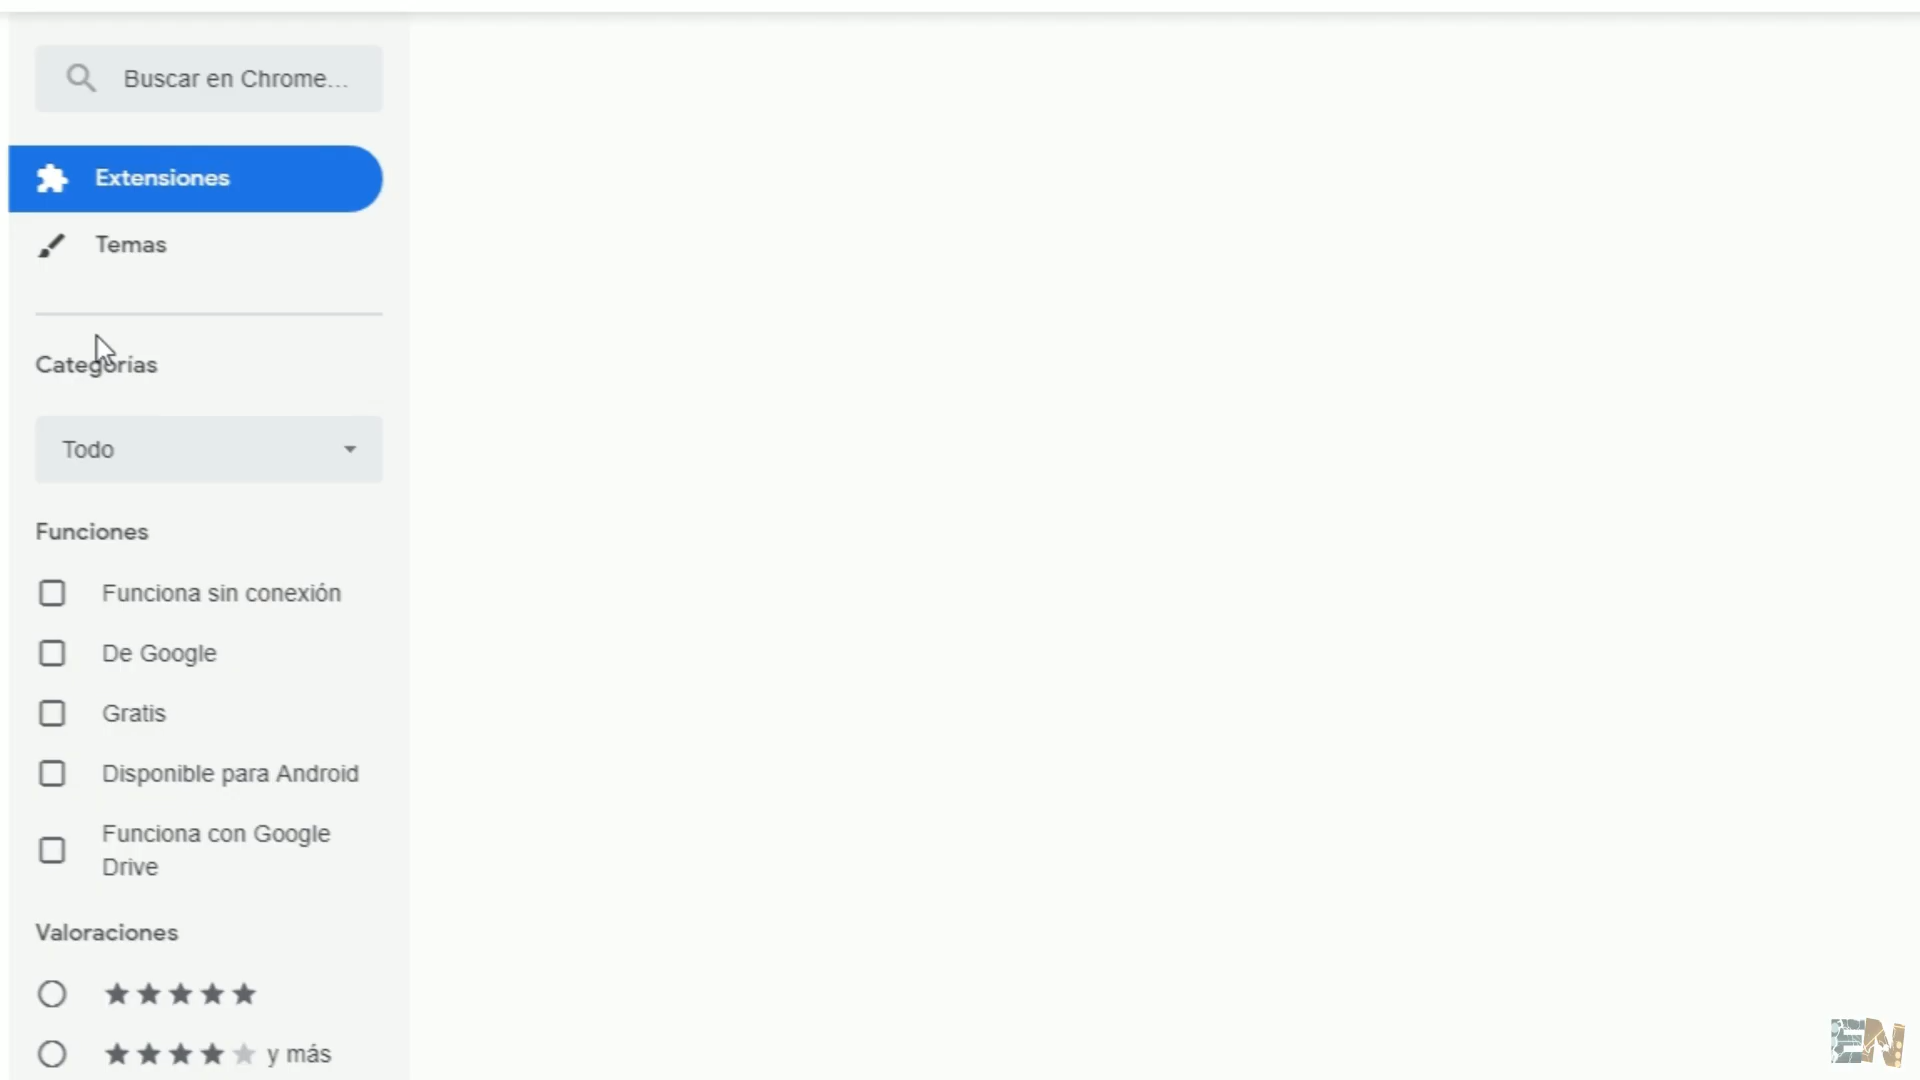 Buscar en Chrome...
Extensiones
Temas
Categorías
Todo
Funciones
Funciona sin conexión
De Google
Gratis
Disponible para Android
Funciona con Google
Drive
Valoraciones
y más
EN